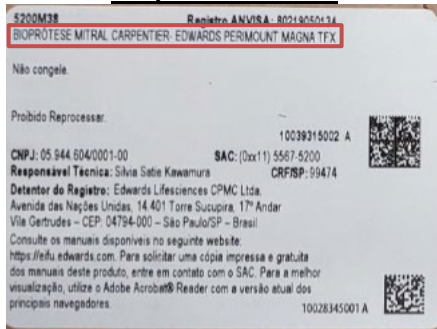 5200M38 Registro ANVISA: 80219050134
BIOPRÓTESE MITRAL CARPENTIER- EDWARDS PERIMOUNT MAGNA TFX
Não congele.
Proibido Reprocessar.
10039315002 A
CNPJ: 05.944.604/0001-00 SAC: (0xx11) 5567-5200
Responsável Técnica: Silvia Satie Kawamura CRF/SP: 99474
Detentor do Registro: Edwards Lifesciences CPMC Ltda.
Avenida das Nações Unidas, 14.401 Torre Sucupira, 17º Andar
Vila Gertrudes – CEP: 04794-000 – São Paulo/SP – Brasil
Consulte os manuais disponíveis no seguinte website:
https://eifu.edwards.com. Para solicitar uma cópia impressa e gratuita
dos manuais deste produto, entre em contato com o SAC. Para a melhor
visualização, utilize o Adobe Acrobat® Reader com a versão atual dos
principais navegadores.
10028345001 A